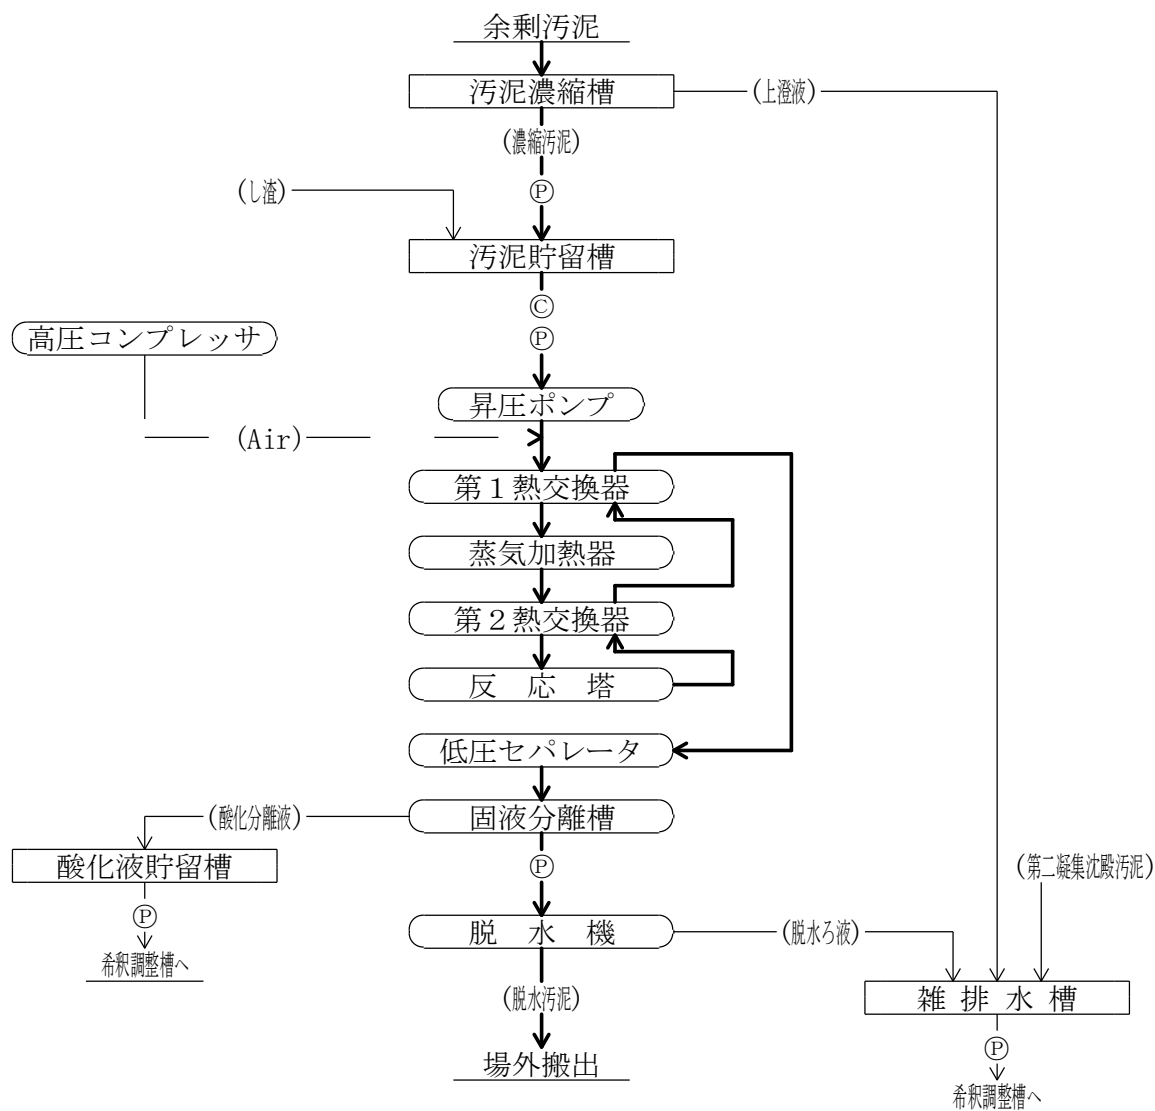 余剰汚泥
汚泥濃縮槽
(上澄液)
(濃縮汚泥)
(し渣)
Ⓟ
汚泥貯留槽
Ⓒ
高圧コンプレッサ
Ⓟ
昇圧ポンプ
(Air)
第1熱交換器
蒸気加熱器
第2熱交換器
反応塔
低圧セパレータ
(酸化分離液)
固液分離槽
酸化液貯留槽
Ⓟ
(第二凝集沈殿汚泥)
Ⓟ
脱水機
(脱水ろ液)
希釈調整槽へ
(脱水汚泥)
雑排水槽
Ⓟ
場外搬出
希釈調整槽へ